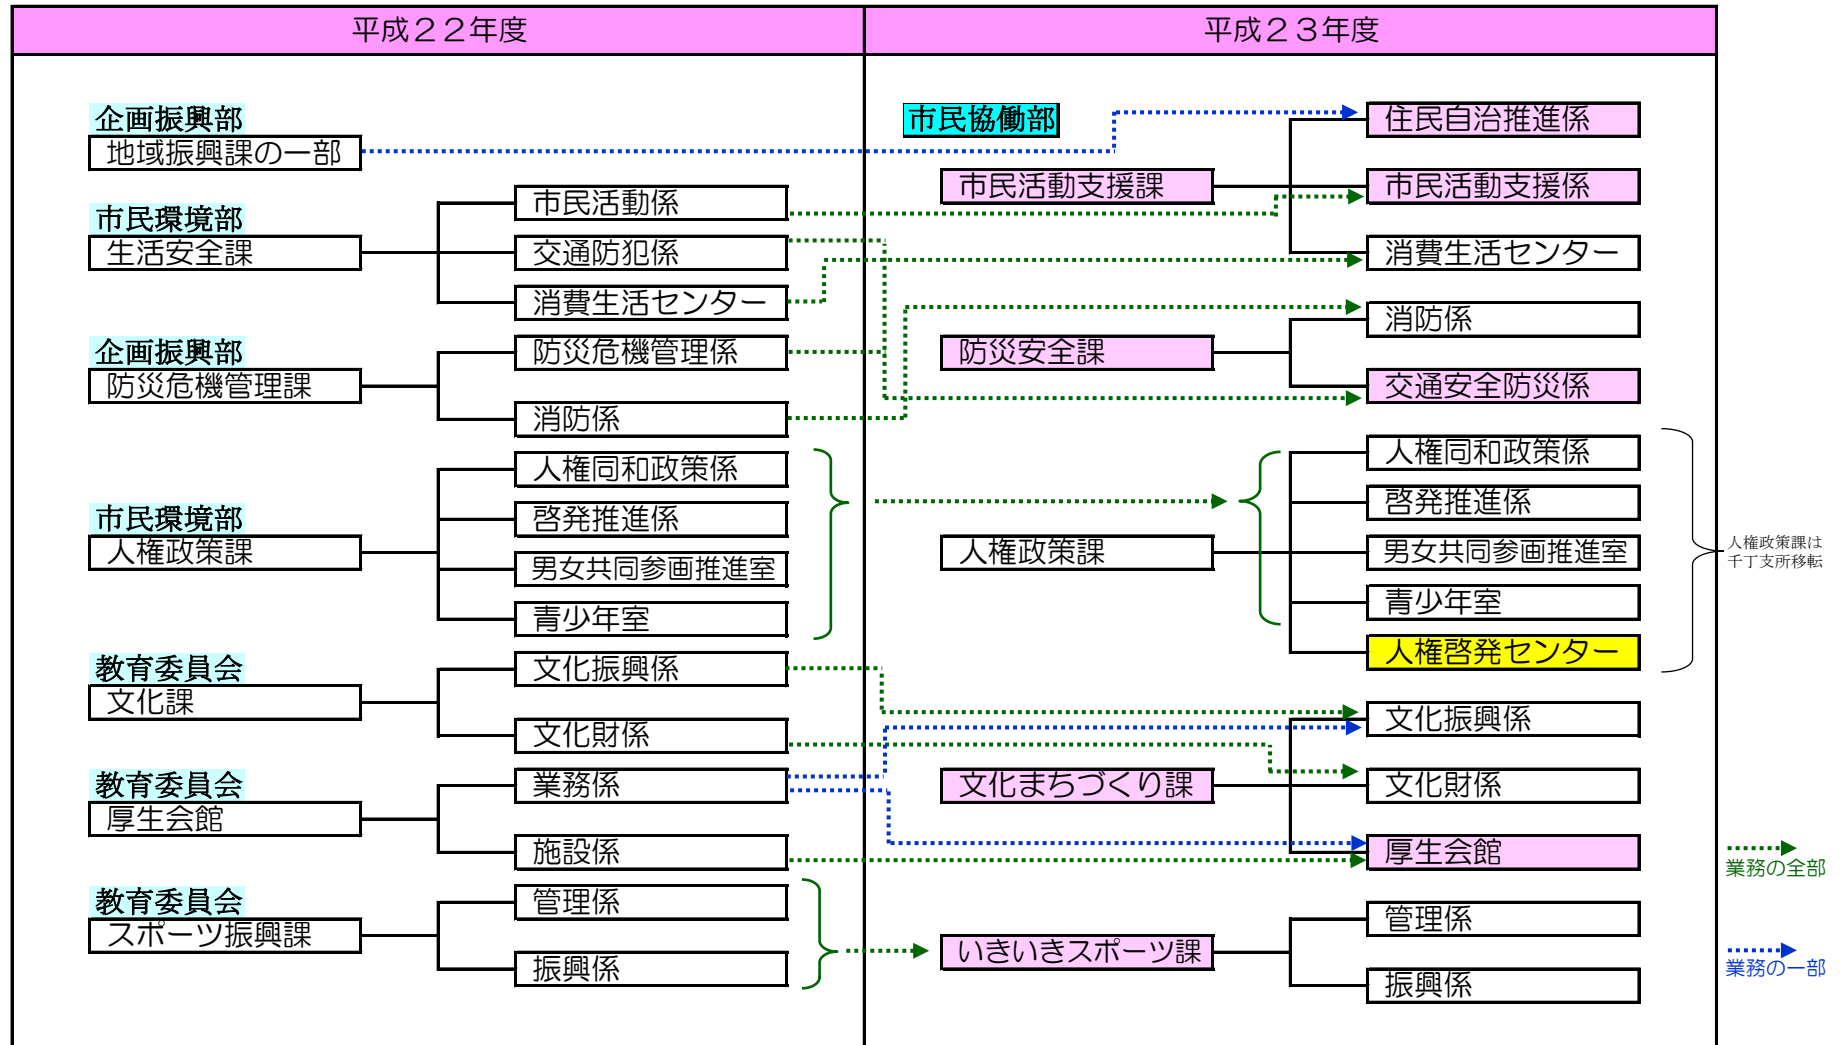 平成２２年度
平成２３年度
企画振興部
地域振興課の一部
市民環境部
生活安全課
市民活動係
交通防犯係
消費生活センター
企画振興部
防災危機管理課
防災危機管理係
消防係
市民環境部
人権政策課
人権同和政策係
啓発推進係
男女共同参画推進室
青少年室
教育委員会
文化課
文化振興係
文化財係
教育委員会
厚生会館
業務係
施設係
教育委員会
スポーツ振興課
管理係
振興係
市民協働部
市民活動支援課
住民自治推進係
市民活動支援係
消費生活センター
防災安全課
消防係
交通安全防災係
人権政策課
人権同和政策係
啓発推進係
男女共同参画推進室
青少年室
人権啓発センター
人権政策課は
千丁支所移転
文化まちづくり課
文化振興係
文化財係
厚生会館
いきいきスポーツ課
管理係
振興係
業務の全部
業務の一部